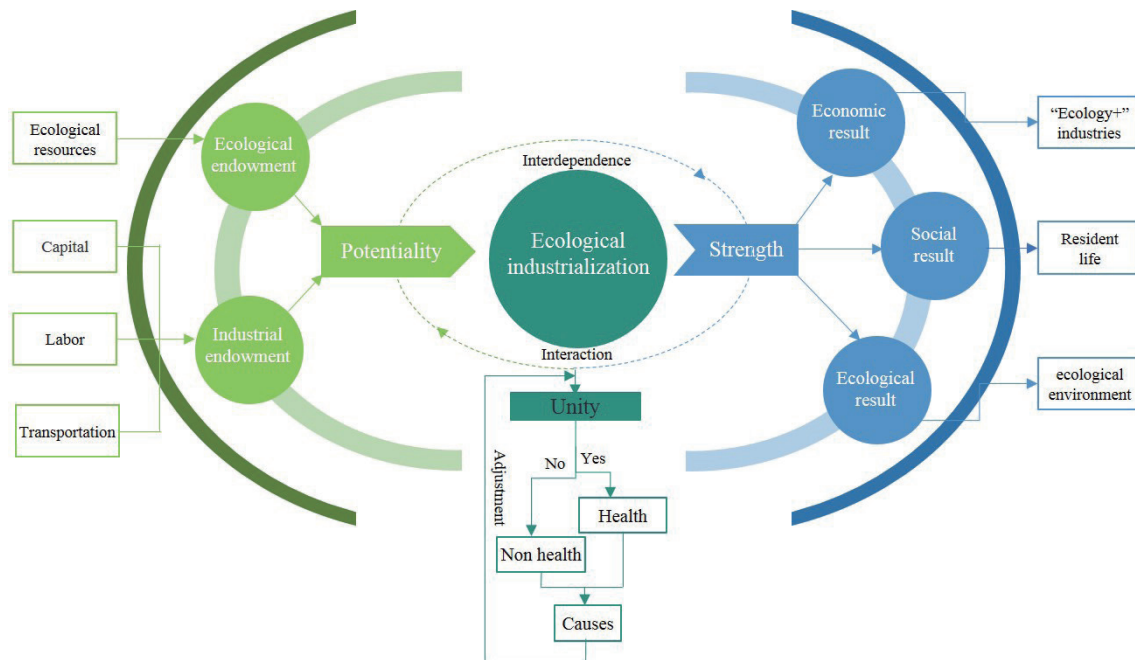 Ecological
resources
Capital
Labor
Transportation
Ecological
endowment
Industrial
endowment
Potentiality
Interdependence
Ecological
industrialization
Interaction
Strength
Economic
result
Social
result
Ecological
result
“Ecology+”
industries
Resident
life
ecological
environment
Unity
No
Yes
Adjustment
Health
Non health
Causes